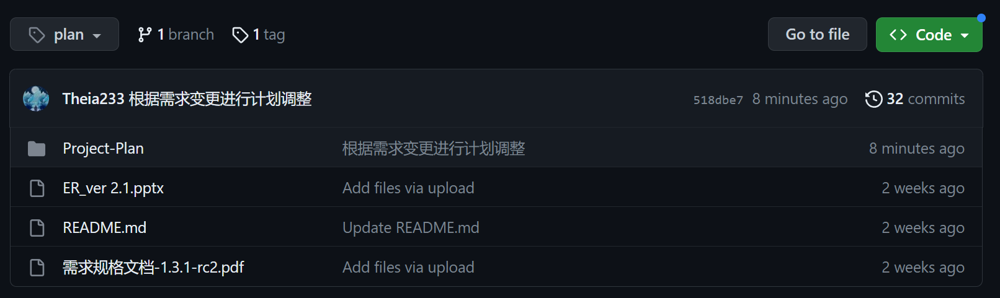 plan 1 branch 1 tag Go to file Code
Theia233 根据需求变更进行计划调整 518dbe7 8 minutes ago 32 commits
Project-Plan 根据需求变更进行计划调整 8 minutes ago
ER_ver 2.1.pptx Add files via upload 2 weeks ago
README.md Update README.md 2 weeks ago
需求规格文档-1.3.1-rc2.pdf Add files via upload 2 weeks ago